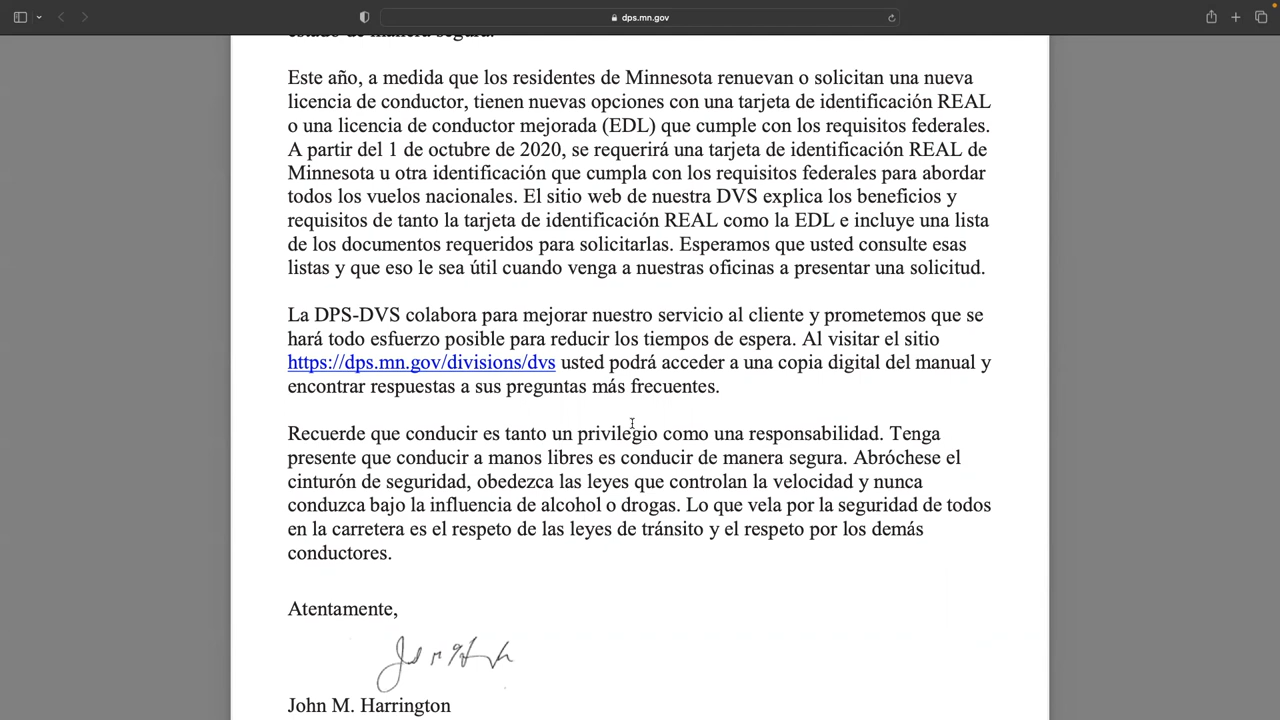 dps.mn.gov
estado de manera segura.
Este año, a medida que los residentes de Minnesota renuevan o solicitan una nueva
licencia de conductor, tienen nuevas opciones con una tarjeta de identificación REAL
o una licencia de conductor mejorada (EDL) que cumple con los requisitos federales.
A partir del 1 de octubre de 2020, se requerirá una tarjeta de identificación REAL de
Minnesota u otra identificación que cumpla con los requisitos federales para abordar
todos los vuelos nacionales. El sitio web de nuestra DVS explica los beneficios y
requisitos de tanto la tarjeta de identificación REAL como la EDL e incluye una lista
de los documentos requeridos para solicitarlas. Esperamos que usted consulte esas
listas y que eso le sea útil cuando venga a nuestras oficinas a presentar una solicitud.
La DPS-DVS colabora para mejorar nuestro servicio al cliente y prometemos que se
hará todo esfuerzo posible para reducir los tiempos de espera. Al visitar el sitio
https://dps.mn.gov/divisions/dvs usted podrá acceder a una copia digital del manual y
encontrar respuestas a sus preguntas más frecuentes.
Recuerde que conducir es tanto un privilegio como una responsabilidad. Tenga
presente que conducir a manos libres es conducir de manera segura. Abróchese el
cinturón de seguridad, obedezca las leyes que controlan la velocidad y nunca
conduzca bajo la influencia de alcohol o drogas. Lo que vela por la seguridad de todos
en la carretera es el respeto de las leyes de tránsito y el respeto por los demás
conductores.
Atentamente,
John M. Harrington